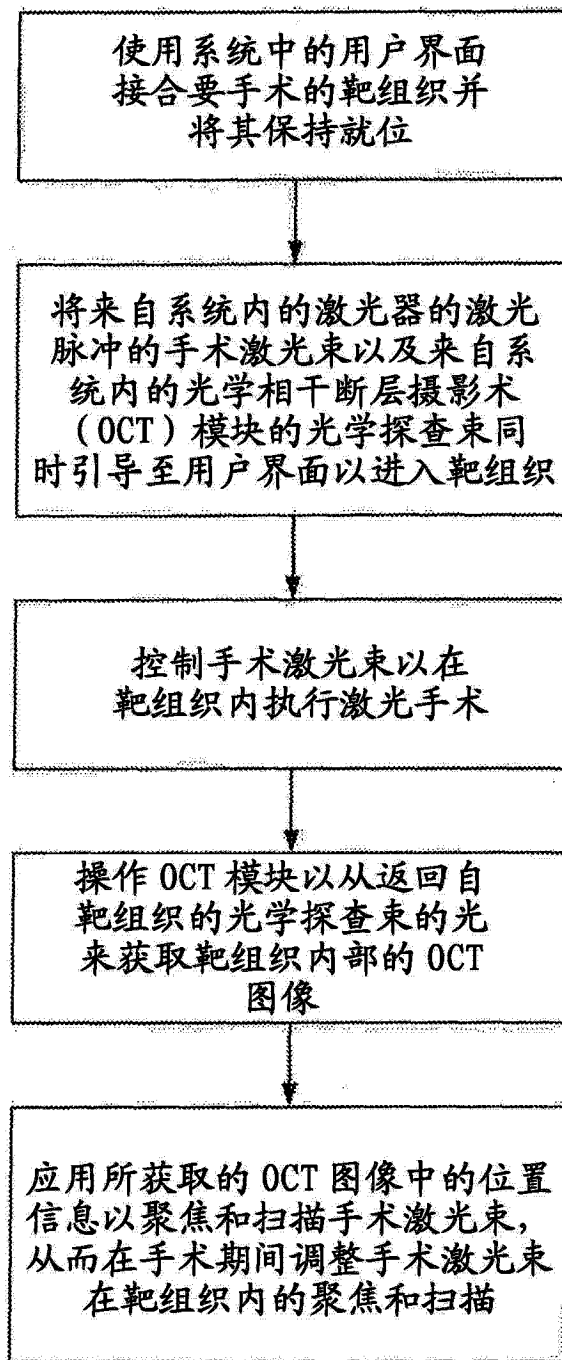 使用系统中的用户界面
接合要手术的靶组织并
将其保持就位
将来自系统内的激光器的激光
脉冲的手术激光束以及来自系
统内的光学相干断层摄影术
（OCT）模块的光学探查束同
时引导至用户界面以进入靶组织
控制手术激光束以在
靶组织内执行激光手术
操作 OCT 模块以从返回自
靶组织的光学探查束的光
来获取靶组织内部的 OCT
图像
应用所获取的 OCT 图像中的位置
信息以聚焦和扫描手术激光束，
从而在手术期间调整手术激光束
在靶组织内的聚焦和扫描